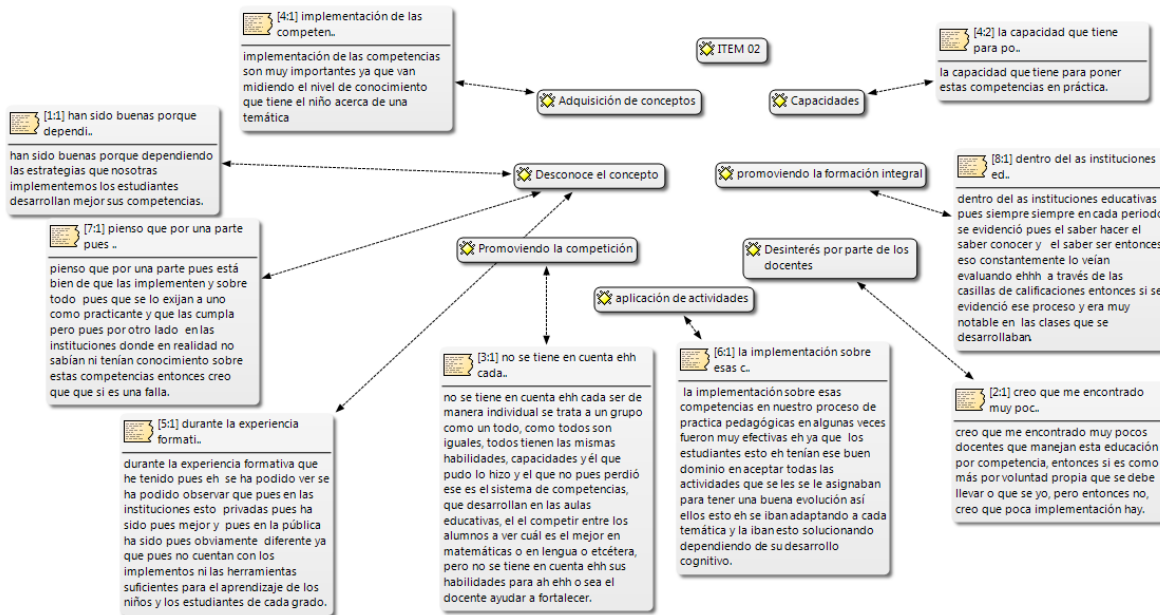 [4:1] implementación de las
competen..
implementación de las competencias
son muy importantes ya que van
midiendo el nivel de conocimiento
que tiene el niño acerca de una
temática
ITEM 02
[4:2] la capacidad que tiene
para po..
la capacidad que tiene para poner
estas competencias en práctica.
Adquisición de conceptos
Capacidades
[1:1] han sido buenas porque
dependi..
han sido buenas porque dependiendo
las estrategias que nosotras
implementemos los estudiantes
desarrollan mejor sus competencias.
Desconoce el concepto
promoviendo la formación integral
[8:1] dentro del as instituciones
ed..
dentro del as instituciones educativas
pues siempre siempre en cada periodo
se evidenció pues el saber hacer el
saber conocer y el saber ser entonces
eso constantemente lo veían
evaluando ehhh a través de las
casillas de calificaciones entonces si se
evidenció ese proceso y era muy
notable en las clases que se
desarrollaban.
[7:1] pienso que por una parte
pues ..
pienso que por una parte pues está
bien de que las implementen y sobre
todo pues que se lo exijan a uno
como practicante y que las cumpla
pero pues por otro lado en las
instituciones donde en realidad no
sabían ni tenían conocimiento sobre
estas competencias entonces creo
que que si es una falla.
Promoviendo la competición
Desinterés por parte de los
docentes
aplicación de actividades
[3:1] no se tiene en cuenta ehh
cada..
no se tiene en cuenta ehh cada ser de
manera individual se trata a un grupo
como un todo, como todos son
iguales, todos tienen las mismas
habilidades, capacidades y él que
pudo lo hizo y el que no pues perdió
ese es el sistema de competencias,
que desarrollan en las aulas
educativas, el el competir entre los
alumnos a ver cuál es el mejor en
matemáticas o en lengua o etcétera,
pero no se tiene en cuenta ehh sus
habilidades para ah ehh o sea el
docente ayudar a fortalecer.
[6:1] la implementación sobre
esas c..
la implementación sobre esas
competencias en nuestro proceso de
practica pedagógicas en algunas veces
fueron muy efectivas eh ya que los
estudiantes esto eh tenían ese buen
dominio en aceptar todas las
actividades que se les se le asignaban
para tener una buena evolución así
ellos esto eh se iban adaptando a cada
temática y la iban esto solucionando
dependiendo de su desarrollo
cognitivo.
[2:1] creo que me encontrado
muy poc..
creo que me encontrado muy pocos
docentes que manejan esta educación
por competencia, entonces si es como
más por voluntad propia que se debe
llevar o que se yo, pero entonces no,
creo que poca implementación hay.
[5:1] durante la experiencia
formati..
durante la experiencia formativa que
he tenido pues eh se ha podido ver se
ha podido observar que pues en las
instituciones esto privadas pues ha
sido pues mejor y pues en la pública
ha sido pues obviamente diferente ya
que pues no cuentan con los
implementos ni las herramientas
suficientes para el aprendizaje de los
niños y los estudiantes de cada grado.